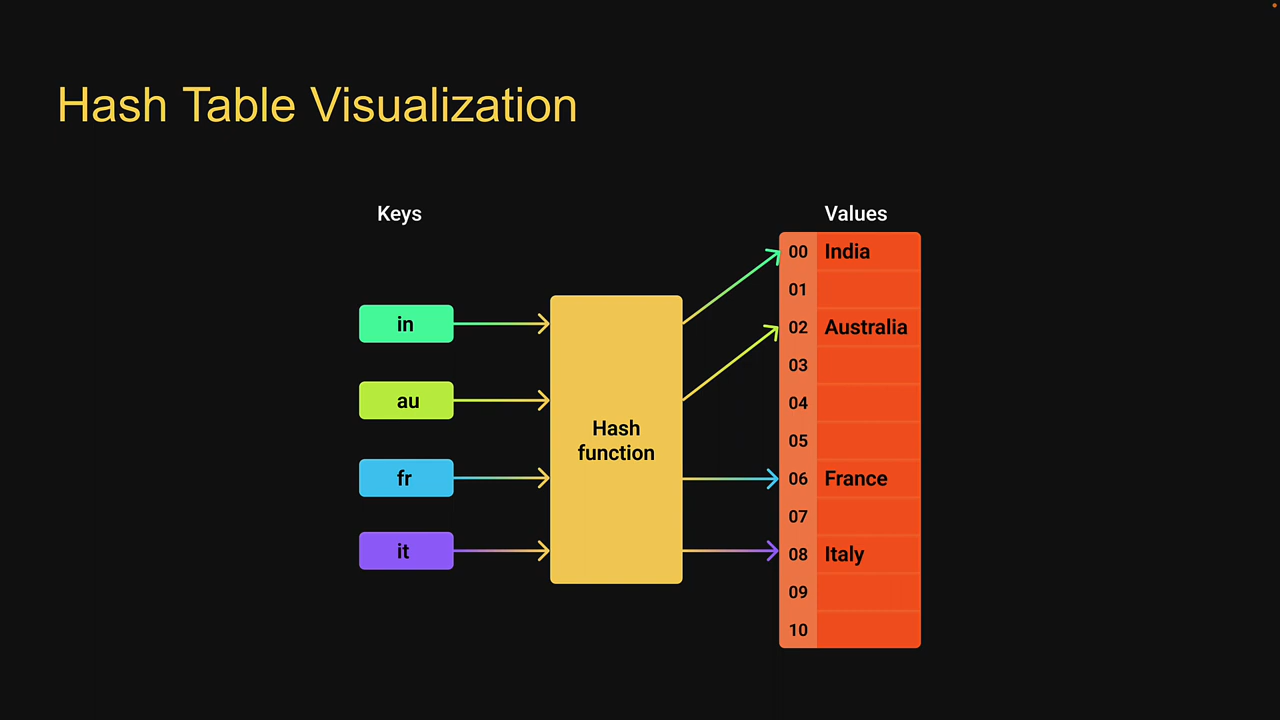 Hash Table Visualization
Keys
Values
in
au
fr
it
Hash
function
00 India
01
02 Australia
03
04
05
06 France
07
08 Italy
09
10